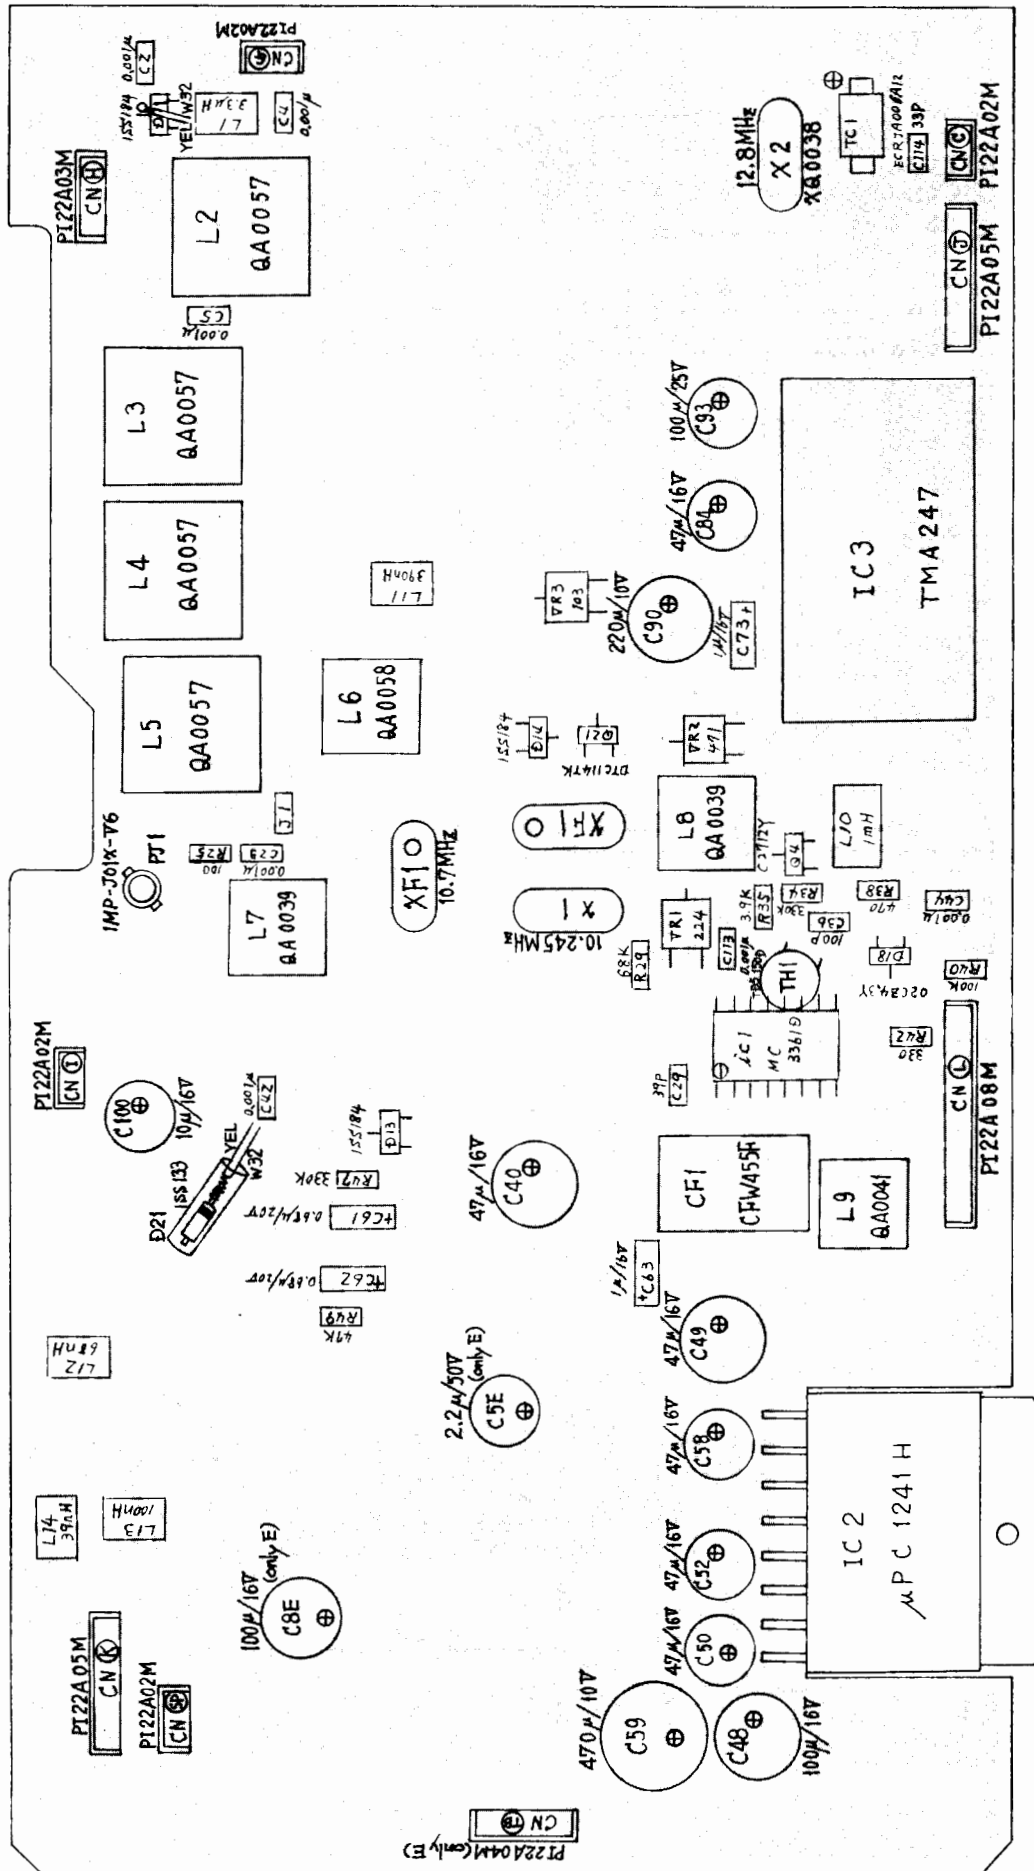 PI22A02M
CN
0.001μ
C2
1SS184
D1
YEL/W32
3.3μH
L1
C4
0.001μ
PI22A03M
CN H
L2
QA0057
12.8MHz
X2
XQ0038
TC1
C114
33P
CN C
PI22A02M
CN J
PI22A05M
C5
0.001μ
L3
QA0057
100μ/25V
C93
L4
QA0057
47μ/16V
C84
IC3
TMA247
L11
390nH
VR3
103
220μ/10V
C90
1μ/16V
C73+
L5
QA0057
L6
QA0058
1SS184
D14
Q21
DTC114TK
VR2
471
1MP-J01X-V6
PJ1
J1
R25
100
C23
0.001μ
XF1
10.7MHz
XF1
L8
QA0039
C2712Y
Q4
L10
1mH
L7
QA0039
X1
10.245MHz
68K
R29
VR1
224
C113
0.001μ
3.9K
R35
R34
330K
C36
100P
R38
470
C44
0.001μ
TH1
D18
02CZ4.3Y
R40
100K
R42
330
iC1
MC
3361D
39P
C29
PI22A02M
CN I
C100
10μ/16V
D21
1SS133
YEL
W32
0.001μ
C42
1SS184
D13
R47
330K
+C61
0.68μ/20V
+C62
0.68μ/20V
R49
47K
47μ/16V
C40
CF1
CFW455H
L9
QA0041
CN L
PI22A08M
1μ/16V
+C63
47μ/16V
C49
L12
68nH
2.2μ/50V
(only E)
C5E
47μ/16V
C58
L14
39nH
L13
100nH
100μ/16V
(only E)
C8E
47μ/16V
C52
IC2
μPC1241H
47μ/16V
C50
PI22A05M
CN K
PI22A02M
CN SP
470μ/10V
C59
C48
100μ/16V
CN TB
PI22A04M(only E)